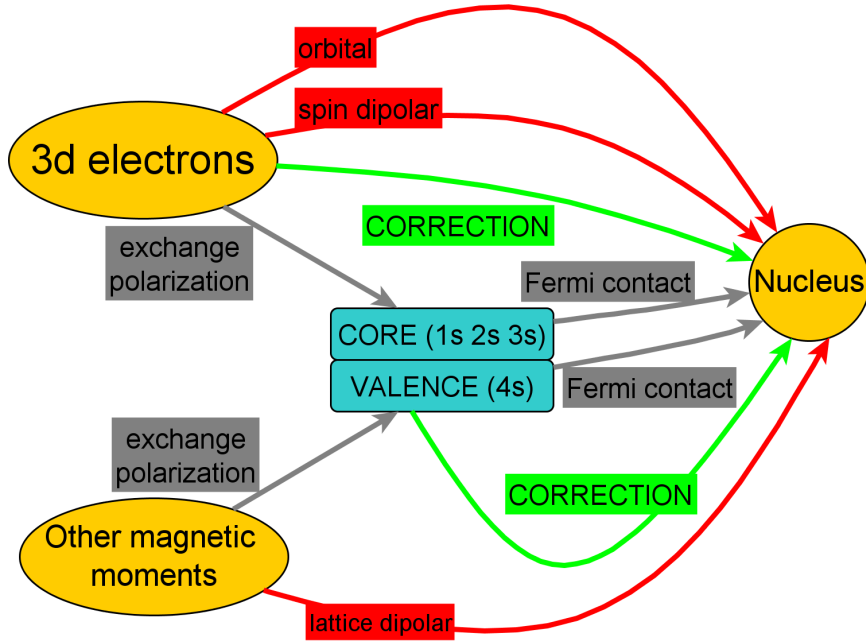 orbital
spin dipolar
3d electrons
CORRECTION
exchange
polarization
Fermi contact
Nucleus
CORE (1s 2s 3s)
VALENCE (4s)
Fermi contact
exchange
polarization
CORRECTION
Other magnetic
moments
lattice dipolar